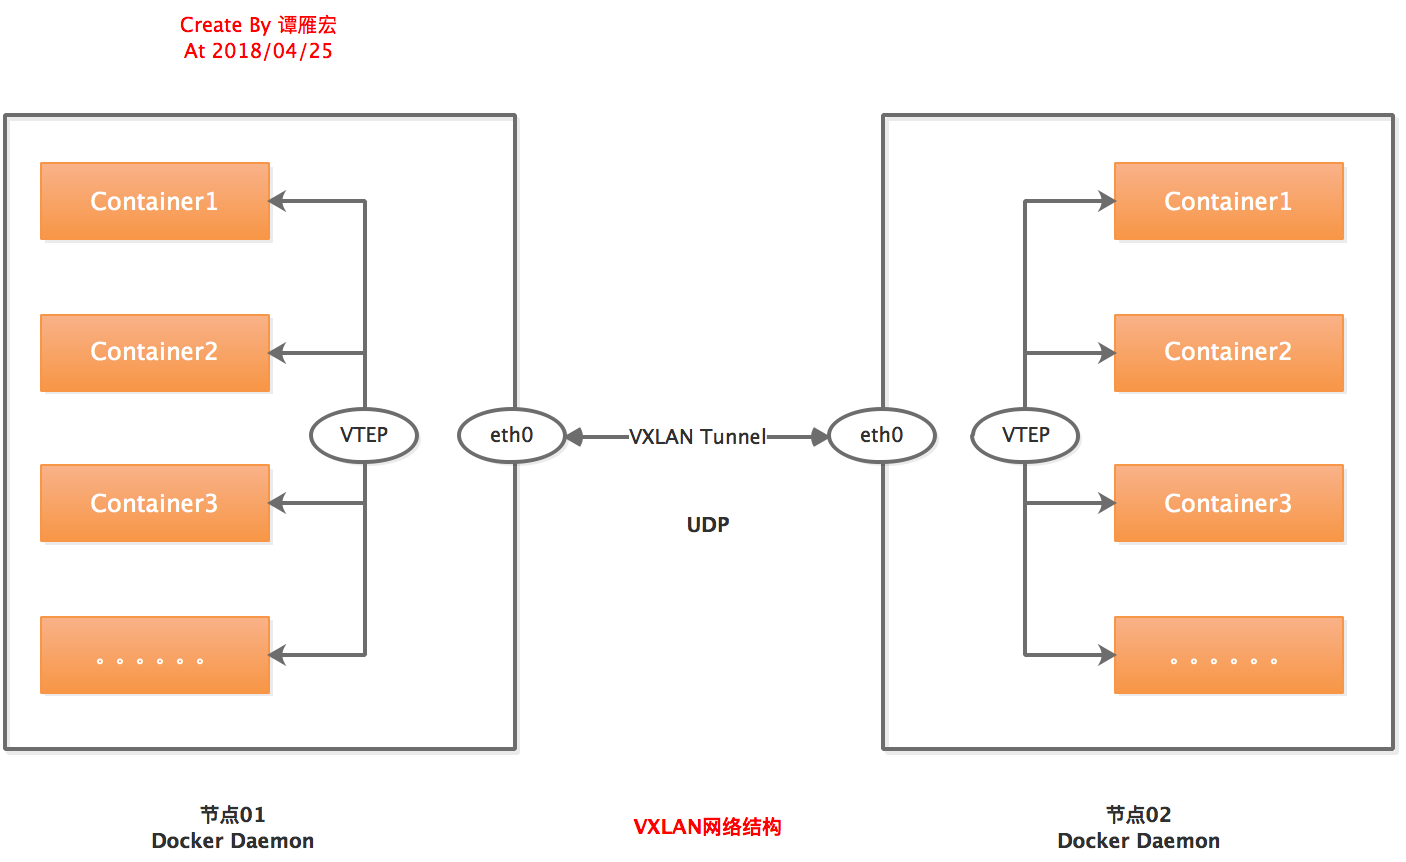 Create By 谭雁宏
At 2018/04/25
Container1
Container2
VTEP
eth0
Container3
。。。。。。
VXLAN Tunnel
UDP
Container1
Container2
eth0
VTEP
Container3
。。。。。。
节点01
Docker Daemon
VXLAN网络结构
节点02
Docker Daemon